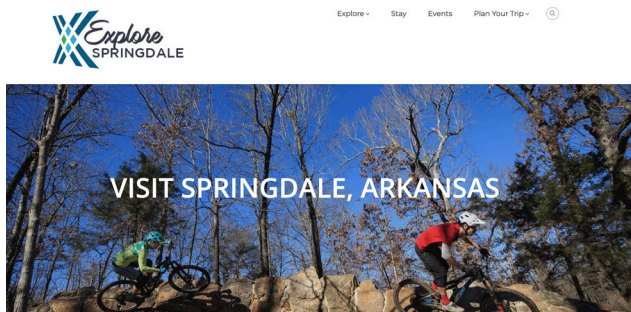 Explore
SPRINGDALE
Explore Stay Events Plan Your Trip
VISIT SPRINGDALE, ARKANSAS